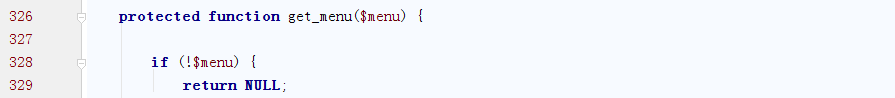 326 protected function get_menu($menu) {
327
328 if (!$menu) {
329 return NULL;